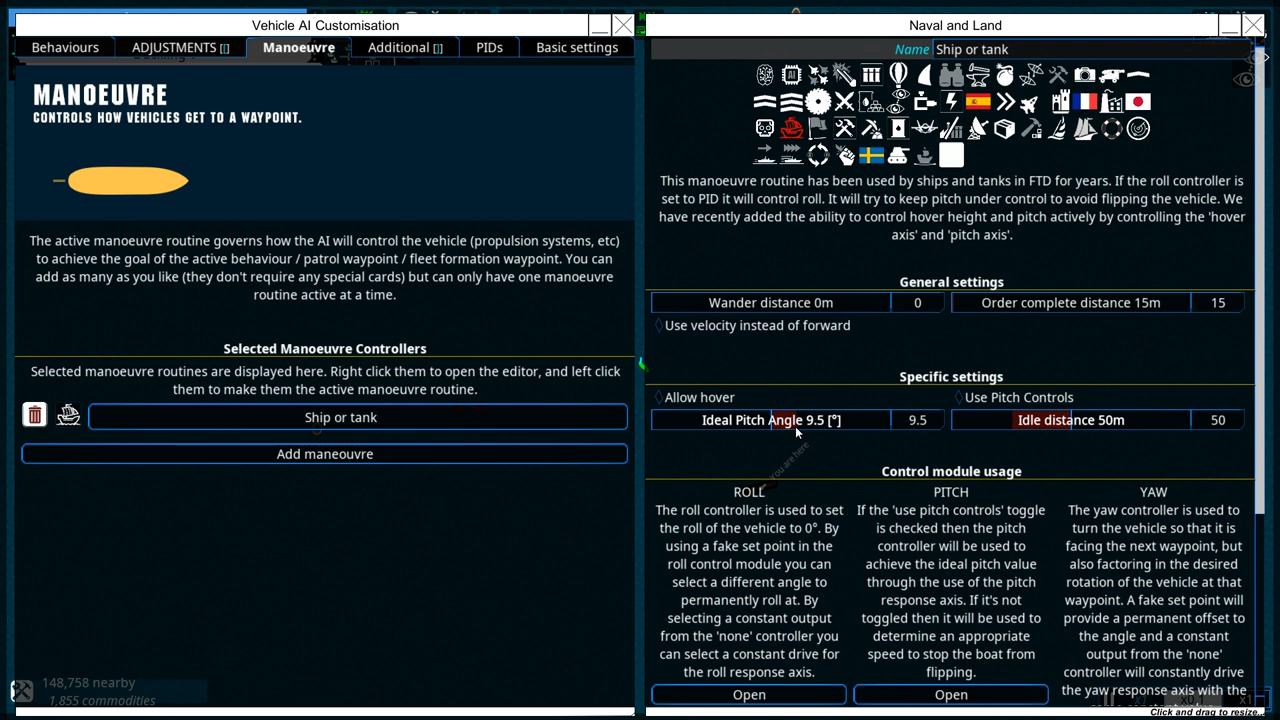 Vehicle AI Customisation
Behaviours ADJUSTMENTS [[] Manoeuvre Additional [] PIDs Basic settings
MANOEUVRE
CONTROLS HOW VEHICLES GET TO A WAYPOINT.
The active manoeuvre routine governs how the AI will control the vehicle (propulsion systems, etc)
to achieve the goal of the active behaviour / patrol waypoint / fleet formation waypoint. You can
add as many as you like (they don't require any special cards) but can only have one manoeuvre
routine active at a time.
Selected Manoeuvre Controllers
Selected manoeuvre routines are displayed here. Right click them to open the editor, and left click
them to make them the active manoeuvre routine.
Ship or tank
Add maneouvre
148,758 nearby
1,855 commodities
Naval and Land
Name Ship or tank
This manoeuvre routine has been used by ships and tanks in FTD for years. If the roll controller is
set to PID it will control roll. It will try to keep pitch under control to avoid flipping the vehicle. We
have recently added the ability to control hover height and pitch actively by controlling the 'hover
axis' and 'pitch axis'.
General settings
Wander distance 0m 0 Order complete distance 15m 15
Use velocity instead of forward
Specific settings
Allow hover Use Pitch Controls
Ideal Pitch Angle 9.5 [°] 9.5 Idle distance 50m 50
You are here
Control module usage
ROLL
The roll controller is used to set
the roll of the vehicle to 0°. By
using a fake set point in the
roll control module you can
select a different angle to
permanently roll at. By
selecting a constant output
from the 'none' controller you
can select a constant drive for
the roll response axis.
Open
PITCH
If the 'use pitch controls' toggle
is checked then the pitch
controller will be used to
achieve the ideal pitch value
through the use of the pitch
response axis. If it's not
toggled then it will be used to
determine an appropriate
speed to stop the boat from
flipping.
Open
YAW
The yaw controller is used to
turn the vehicle so that it is
facing the next waypoint, but
also factoring in the desired
rotation of the vehicle at that
waypoint. A fake set point will
provide a permanent offset to
the angle and a constant
output from the 'none'
controller will constantly drive
the yaw response axis with the
Click and drag to resize...